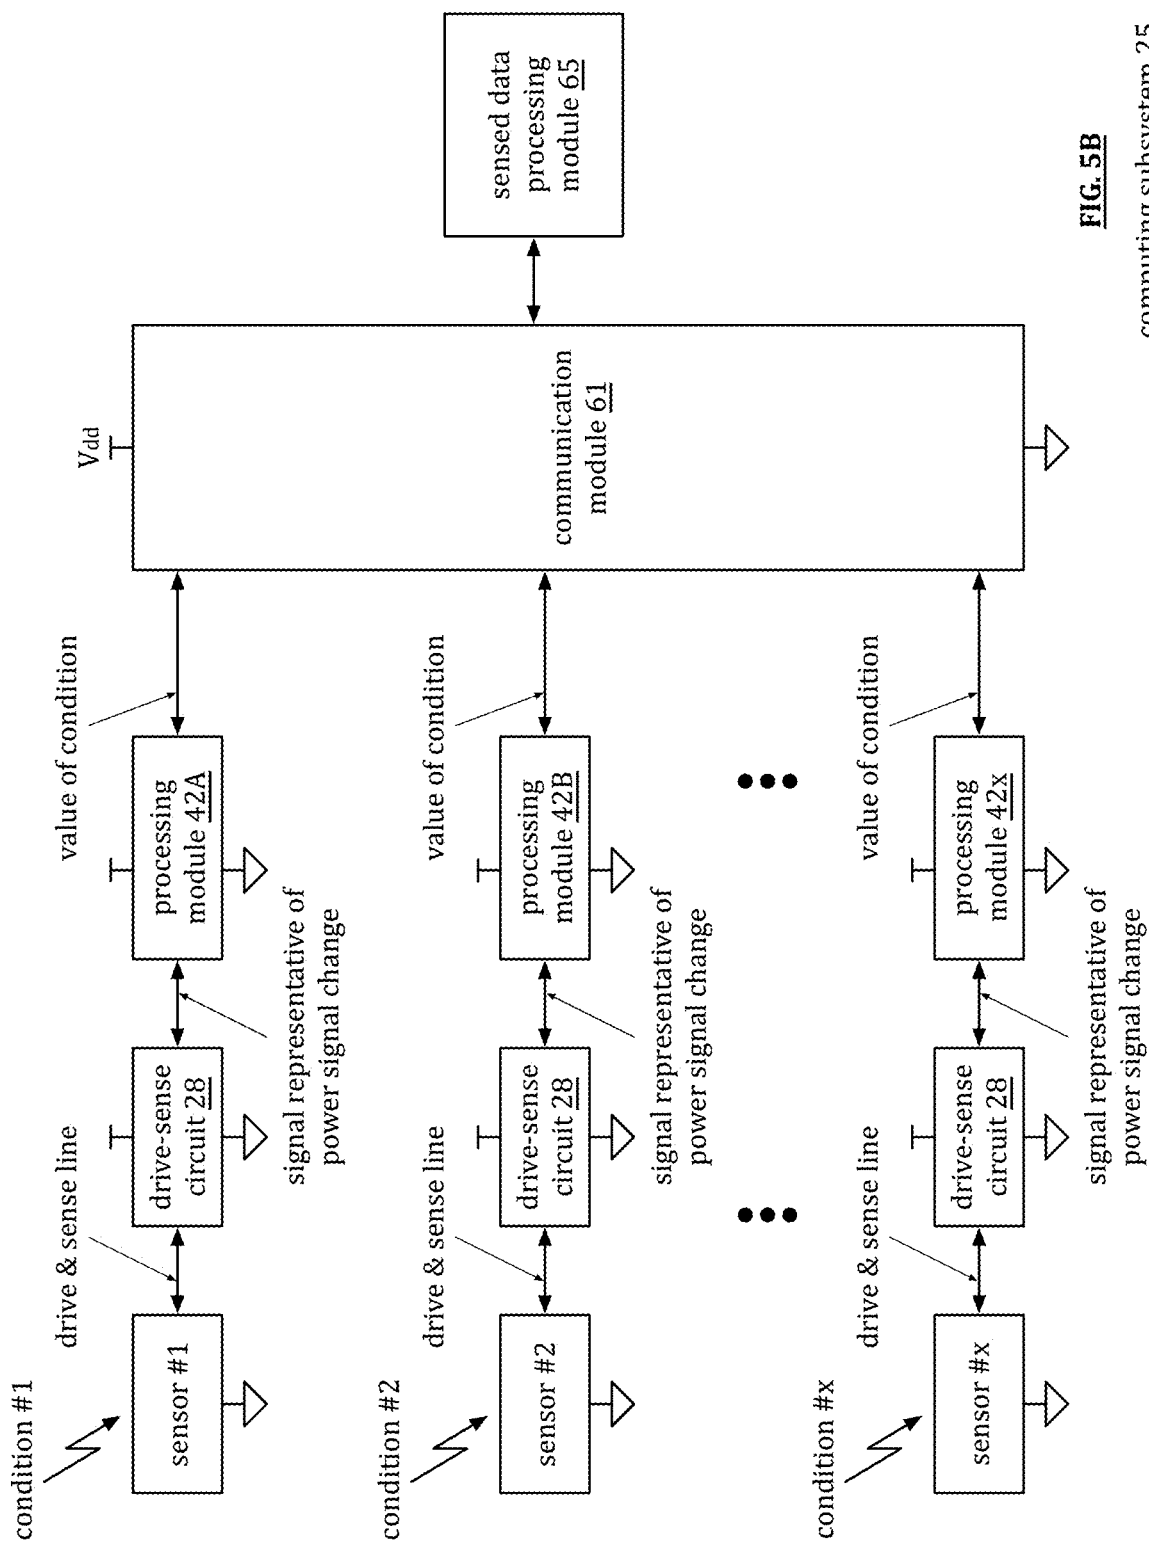 condition #1
drive & sense line
value of condition
Vdd
sensor #1
drive-sense
circuit 28
processing
module 42A
signal representative of
power signal change
condition #2
drive & sense line
value of condition
sensor #2
drive-sense
circuit 28
processing
module 42B
signal representative of
power signal change
communication
module 61
sensed data
processing
module 65
condition #x
drive & sense line
value of condition
sensor #x
drive-sense
circuit 28
processing
module 42x
signal representative of
power signal change
FIG. 5B
computing subsystem 25